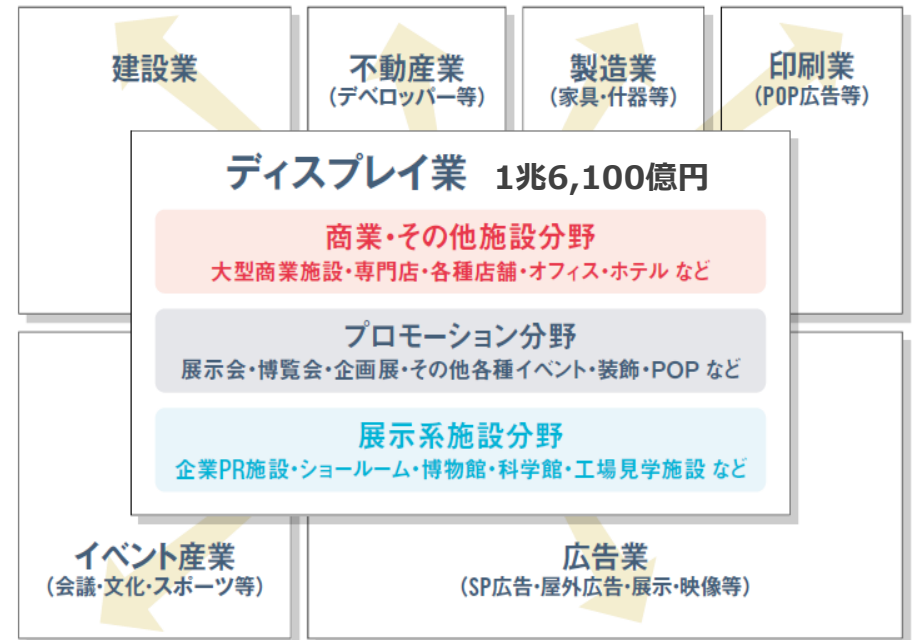 建設業
不動産業
(デベロッパー等)
製造業
(家具・什器等)
印刷業
(POP広告等)
ディスプレイ業 1兆6,100億円
商業・その他施設分野
大型商業施設・専門店・各種店舗・オフィス・ホテル など
プロモーション分野
展示会・博覧会・企画展・その他各種イベント・装飾・POP など
展示系施設分野
企業PR施設・ショールーム・博物館・科学館・工場見学施設 など
イベント産業
(会議・文化・スポーツ等)
広告業
(SP広告・屋外広告・展示・映像等)